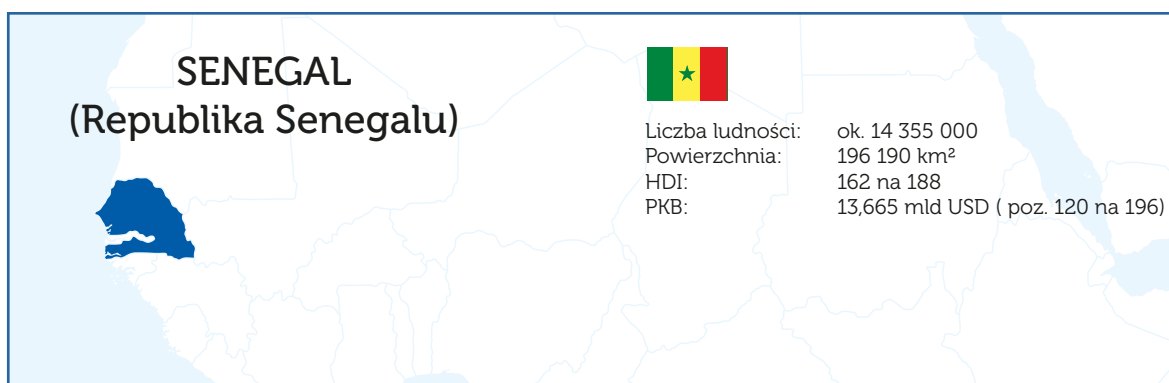 SENEGAL
(Republika Senegalu)
Liczba ludności: ok. 14 355 000
Powierzchnia: 196 190 km²
HDI: 162 na 188
PKB: 13,665 mld USD ( poz. 120 na 196)